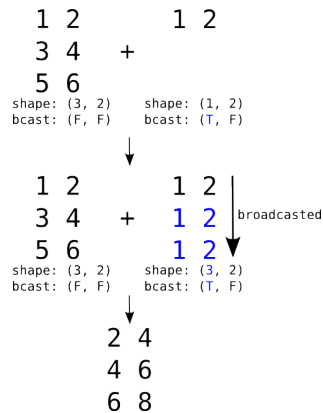 1 2 1 2
3 4 +
5 6
shape: (3, 2) shape: (1, 2)
bcast: (F, F) bcast: (T, F)
1 2 1 2
3 4 + 1 2 broadcasted
5 6 1 2
shape: (3, 2) shape: (3, 2)
bcast: (F, F) bcast: (T, F)
2 4
4 6
6 8